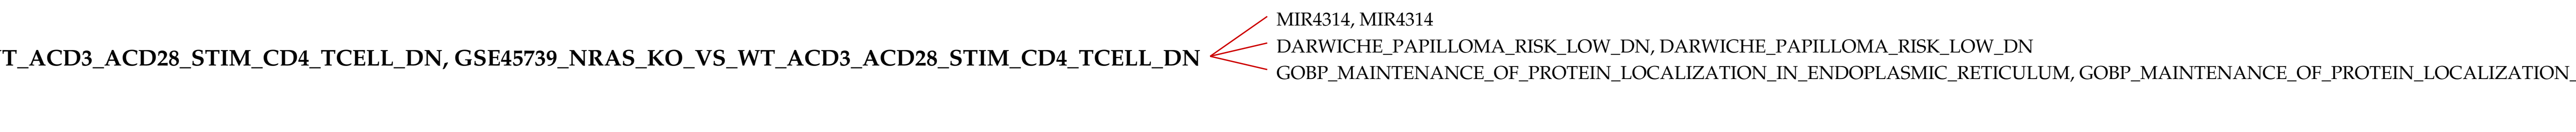 T_ACD3_ACD28_STIM_CD4_TCELL_DN, GSE45739_NRAS_KO_VS_WT_ACD3_ACD28_STIM_CD4_TCELL_DN
MIR4314, MIR4314
DARWICHE_PAPILLOMA_RISK_LOW_DN, DARWICHE_PAPILLOMA_RISK_LOW_DN
GOBP_MAINTENANCE_OF_PROTEIN_LOCALIZATION_IN_ENDOPLASMIC_RETICULUM, GOBP_MAINTENANCE_OF_PROTEIN_LOCALIZATION_